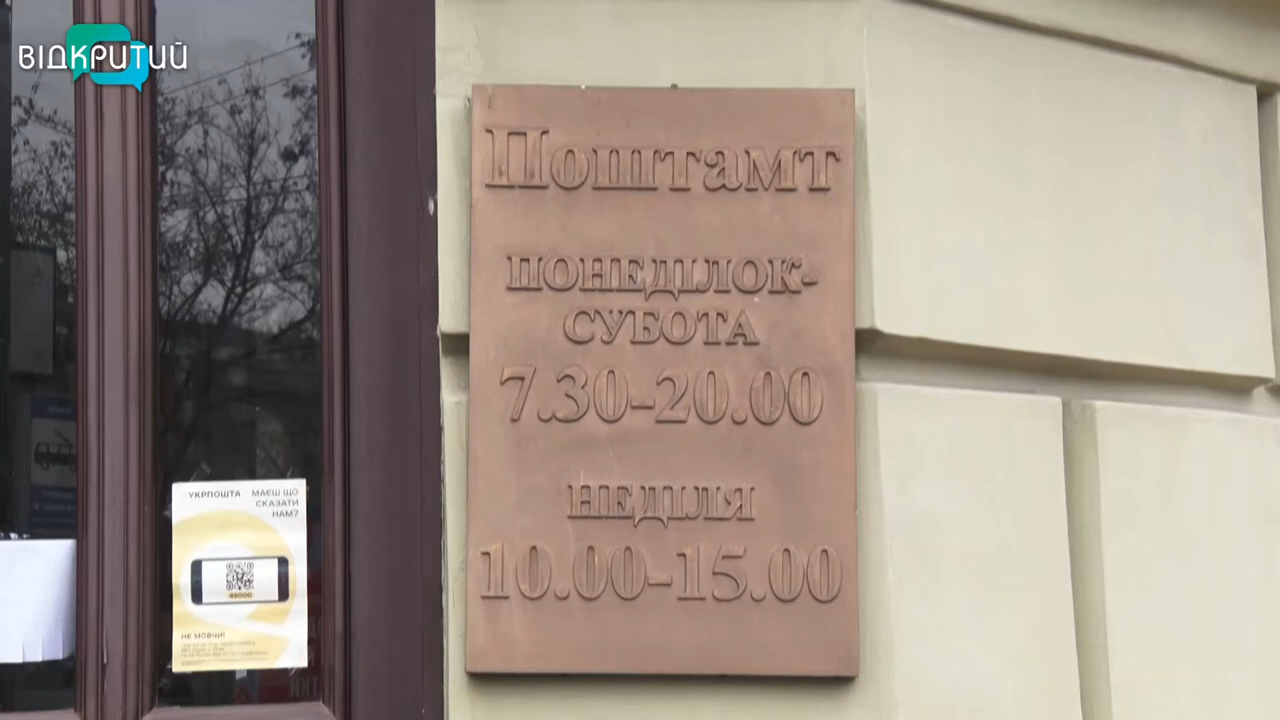 ВІДКРИТИЙ
Поштамт
ПОНЕДІЛОК-
СУБОТА
7.30-20.00
НЕДІЛЯ
10.00-15.00
УКРПОШТА МАЄШ ЩО
СКАЗАТИ
НАМ?
49000
НЕ МОВЧИ!